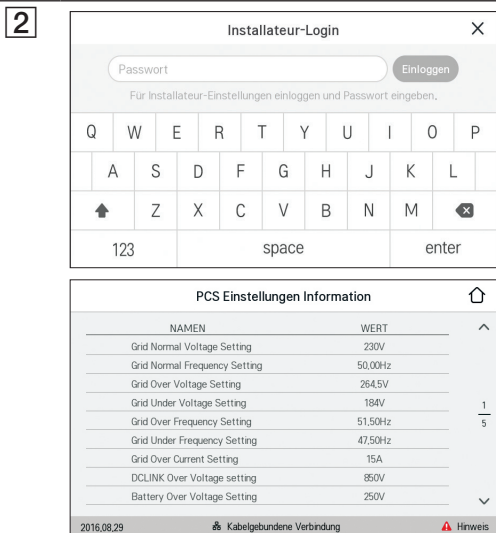 2
Installateur-Login
Passwort Einloggen
Für Installateur-Einstellungen einloggen und Passwort eingeben.
Q W E R T Y U I O P
A S D F G H J K L
Z X C V B N M
123 space enter
PCS Einstellungen Information
NAMEN WERT
Grid Normal Voltage Setting 230V
Grid Normal Frequency Setting 50,00Hz
Grid Over Voltage Setting 264,5V
Grid Under Voltage Setting 184V
Grid Over Frequency Setting 51,50Hz
Grid Under Frequency Setting 47,50Hz
Grid Over Current Setting 15A
DCLINK Over Voltage setting 850V
Battery Over Voltage Setting 250V
1
5
2016,08,29 Kabelgebundene Verbindung Hinweis